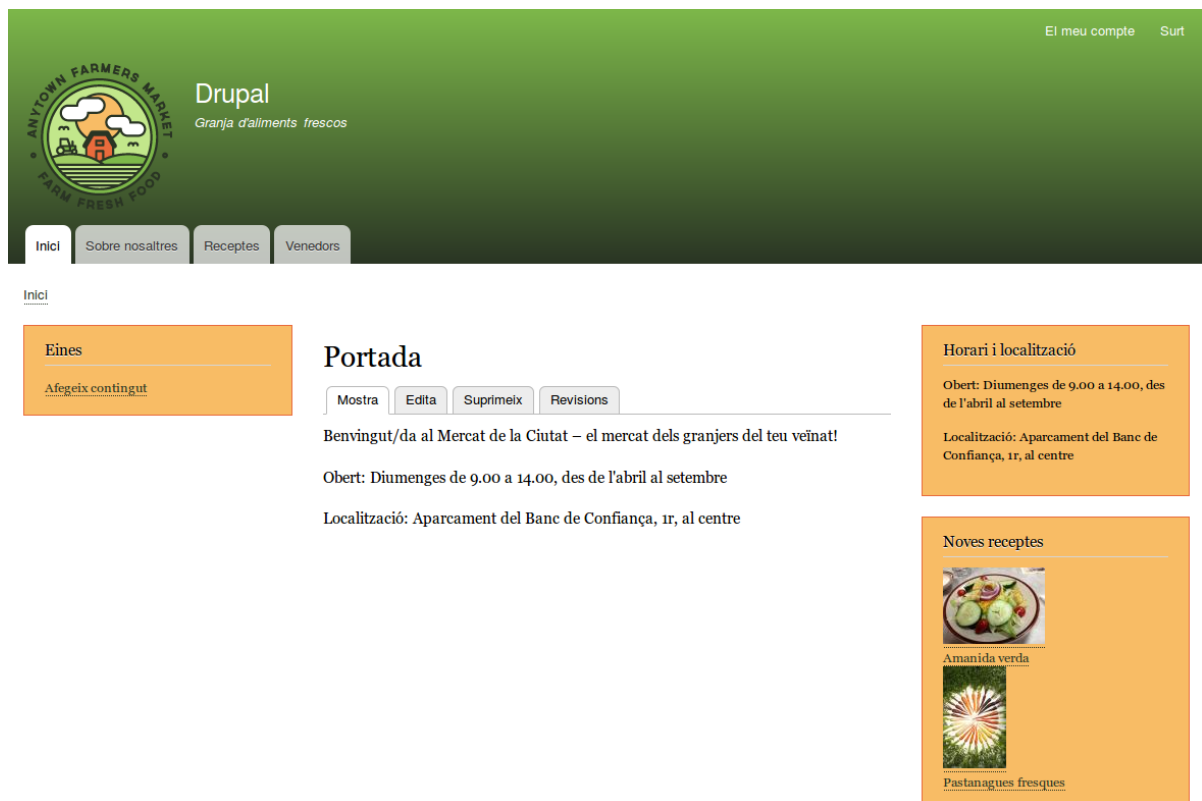 El meu compte Surt
ANYTOWN FARMERS MARKET
FARM FRESH FOOD
Drupal
Granja d'aliments frescos
Inici Sobre nosaltres Receptes Venedors
Inici
Eines
Afegeix contingut
Portada
Mostra Edita Suprimeix Revisions
Benvingut/da al Mercat de la Ciutat – el mercat dels granjers del teu veïnat!
Obert: Diumenges de 9.00 a 14.00, des de l'abril al setembre
Localització: Aparcament del Banc de Confiança, 1r, al centre
Horari i localització
Obert: Diumenges de 9.00 a 14.00, des
de l'abril al setembre
Localització: Aparcament del Banc de
Confiança, 1r, al centre
Noves receptes
Amanida verda
Pastanagues fresques